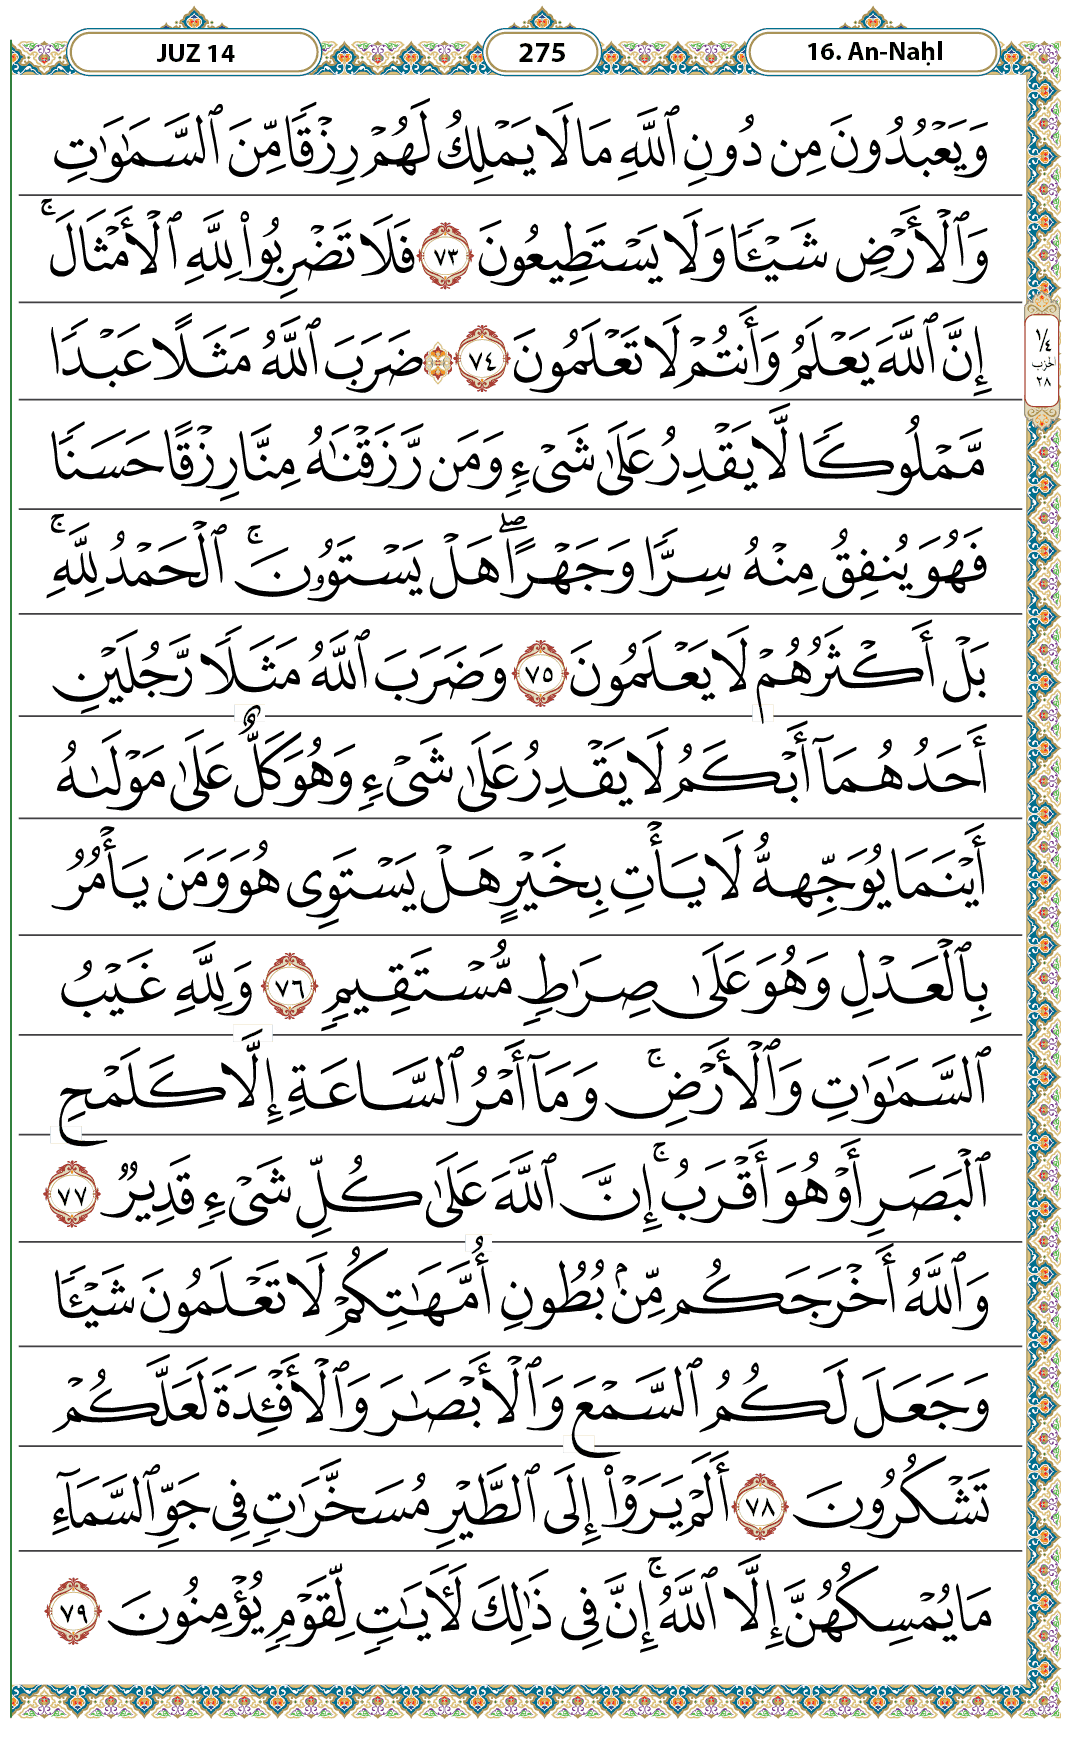 JUZ 14
275
16. An-Naḥl
وَيَعْبُدُونَ مِن دُونِ ٱللَّهِ مَا لَا يَمْلِكُ لَهُمْ رِزْقًا مِّنَ ٱلسَّمَٰوَٰتِ
وَٱلْأَرْضِ شَيْـًٔا وَلَا يَسْتَطِيعُونَ ٧٣ فَلَا تَضْرِبُوا۟ لِلَّهِ ٱلْأَمْثَالَ ۚ
إِنَّ ٱللَّهَ يَعْلَمُ وَأَنتُمْ لَا تَعْلَمُونَ ٧٤ ۞ ضَرَبَ ٱللَّهُ مَثَلًا عَبْدًا
مَّمْلُوكًا لَّا يَقْدِرُ عَلَىٰ شَىْءٍ وَمَن رَّزَقْنَٰهُ مِنَّا رِزْقًا حَسَنًا
فَهُوَ يُنفِقُ مِنْهُ سِرًّا وَجَهْرًا ۖ هَلْ يَسْتَوُۥنَ ۚ ٱلْحَمْدُ لِلَّهِ ۚ
بَلْ أَكْثَرُهُمْ لَا يَعْلَمُونَ ٧٥ وَضَرَبَ ٱللَّهُ مَثَلًا رَّجُلَيْنِ
أَحَدُهُمَآ أَبْكَمُ لَا يَقْدِرُ عَلَىٰ شَىْءٍ وَهُوَ كَلٌّ عَلَىٰ مَوْلَىٰهُ
أَيْنَمَا يُوَجِّههُّ لَا يَأْتِ بِخَيْرٍ هَلْ يَسْتَوِى هُوَ وَمَن يَأْمُرُ
بِٱلْعَدْلِ وَهُوَ عَلَىٰ صِرَٰطٍ مُّسْتَقِيمٍ ٧٦ وَلِلَّهِ غَيْبُ
ٱلسَّمَٰوَٰتِ وَٱلْأَرْضِ ۚ وَمَآ أَمْرُ ٱلسَّاعَةِ إِلَّا كَلَمْحِ
ٱلْبَصَرِ أَوْ هُوَ أَقْرَبُ ۚ إِنَّ ٱللَّهَ عَلَىٰ كُلِّ شَىْءٍ قَدِيرٌ ٧٧
وَٱللَّهُ أَخْرَجَكُم مِّنۢ بُطُونِ أُمَّهَٰتِكُمْ لَا تَعْلَمُونَ شَيْـًٔا
وَجَعَلَ لَكُمُ ٱلسَّمْعَ وَٱلْأَبْصَٰرَ وَٱلْأَفْـِٔدَةَ لَعَلَّكُمْ
تَشْكُرُونَ ٧٨ أَلَمْ يَرَوْا۟ إِلَى ٱلطَّيْرِ مُسَخَّرَٰتٍ فِى جَوِّ ٱلسَّمَآءِ
مَا يُمْسِكُهُنَّ إِلَّا ٱللَّهُ ۚ إِنَّ فِى ذَٰلِكَ لَـَٔايَٰتٍ لِّقَوْمٍ يُؤْمِنُونَ ٧٩
١/٤
الحزب
٢٨